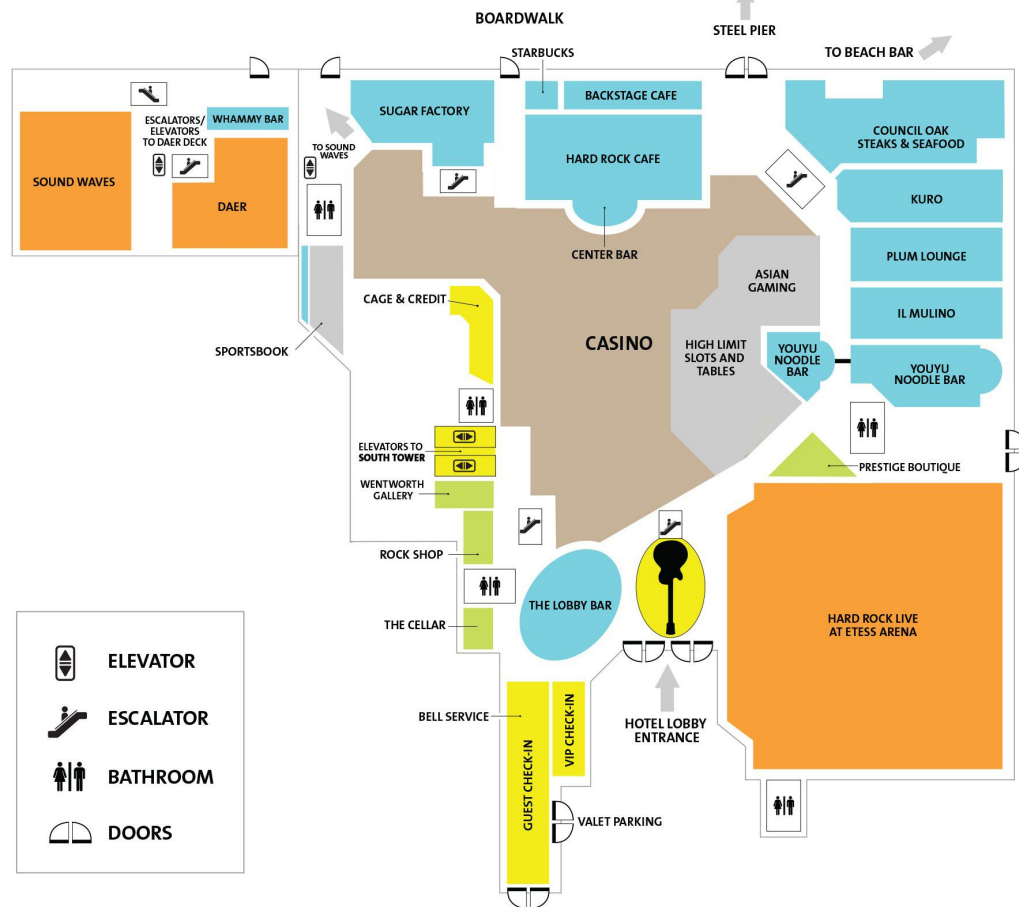 BOARDWALK
STEEL PIER
TO BEACH BAR
STARBUCKS
BACKSTAGE CAFE
SUGAR FACTORY
ESCALATORS/
ELEVATORS
TO DAER DECK
WHAMMY BAR
TO SOUND
WAVES
HARD ROCK CAFE
COUNCIL OAK
STEAKS & SEAFOOD
SOUND WAVES
DAER
KURO
CENTER BAR
PLUM LOUNGE
ASIAN
GAMING
CAGE & CREDIT
IL MULINO
SPORTSBOOK
CASINO
HIGH LIMIT
SLOTS AND
TABLES
YOUYU
NOODLE
BAR
YOUYU
NOODLE BAR
ELEVATORS TO
SOUTH TOWER
PRESTIGE BOUTIQUE
WENTWORTH
GALLERY
ROCK SHOP
THE LOBBY BAR
THE CELLAR
HARD ROCK LIVE
AT ETESS ARENA
ELEVATOR
ESCALATOR
BATHROOM
DOORS
BELL SERVICE
GUEST CHECK-IN
VIP CHECK-IN
HOTEL LOBBY
ENTRANCE
VALET PARKING